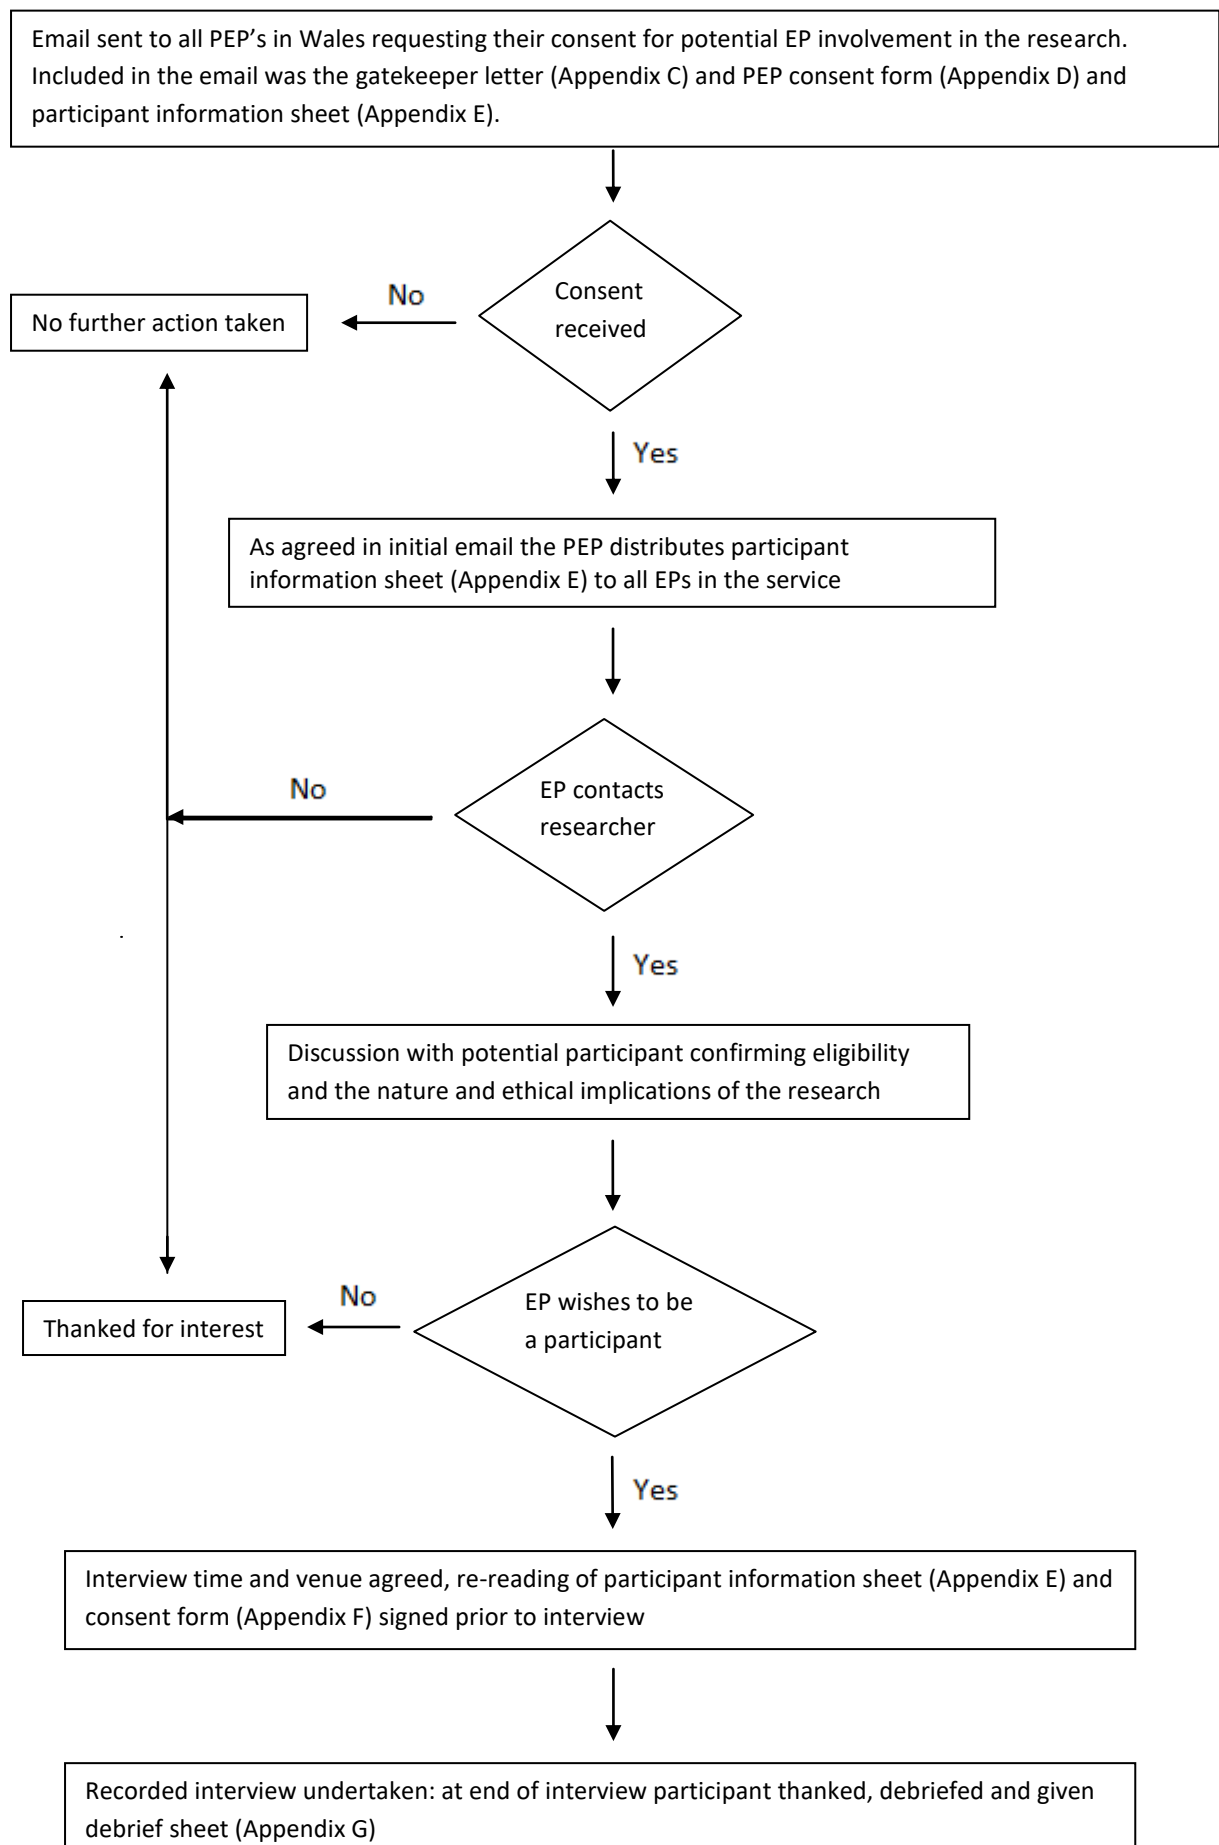 Email sent to all PEP’s in Wales requesting their consent for potential EP involvement in the research.
Included in the email was the gatekeeper letter (Appendix C) and PEP consent form (Appendix D) and
participant information sheet (Appendix E).
Consent
received
No
No further action taken
Yes
As agreed in initial email the PEP distributes participant
information sheet (Appendix E) to all EPs in the service
EP contacts
researcher
No
Yes
Discussion with potential participant confirming eligibility
and the nature and ethical implications of the research
EP wishes to be
a participant
No
Thanked for interest
Yes
Interview time and venue agreed, re-reading of participant information sheet (Appendix E) and
consent form (Appendix F) signed prior to interview
Recorded interview undertaken: at end of interview participant thanked, debriefed and given
debrief sheet (Appendix G)